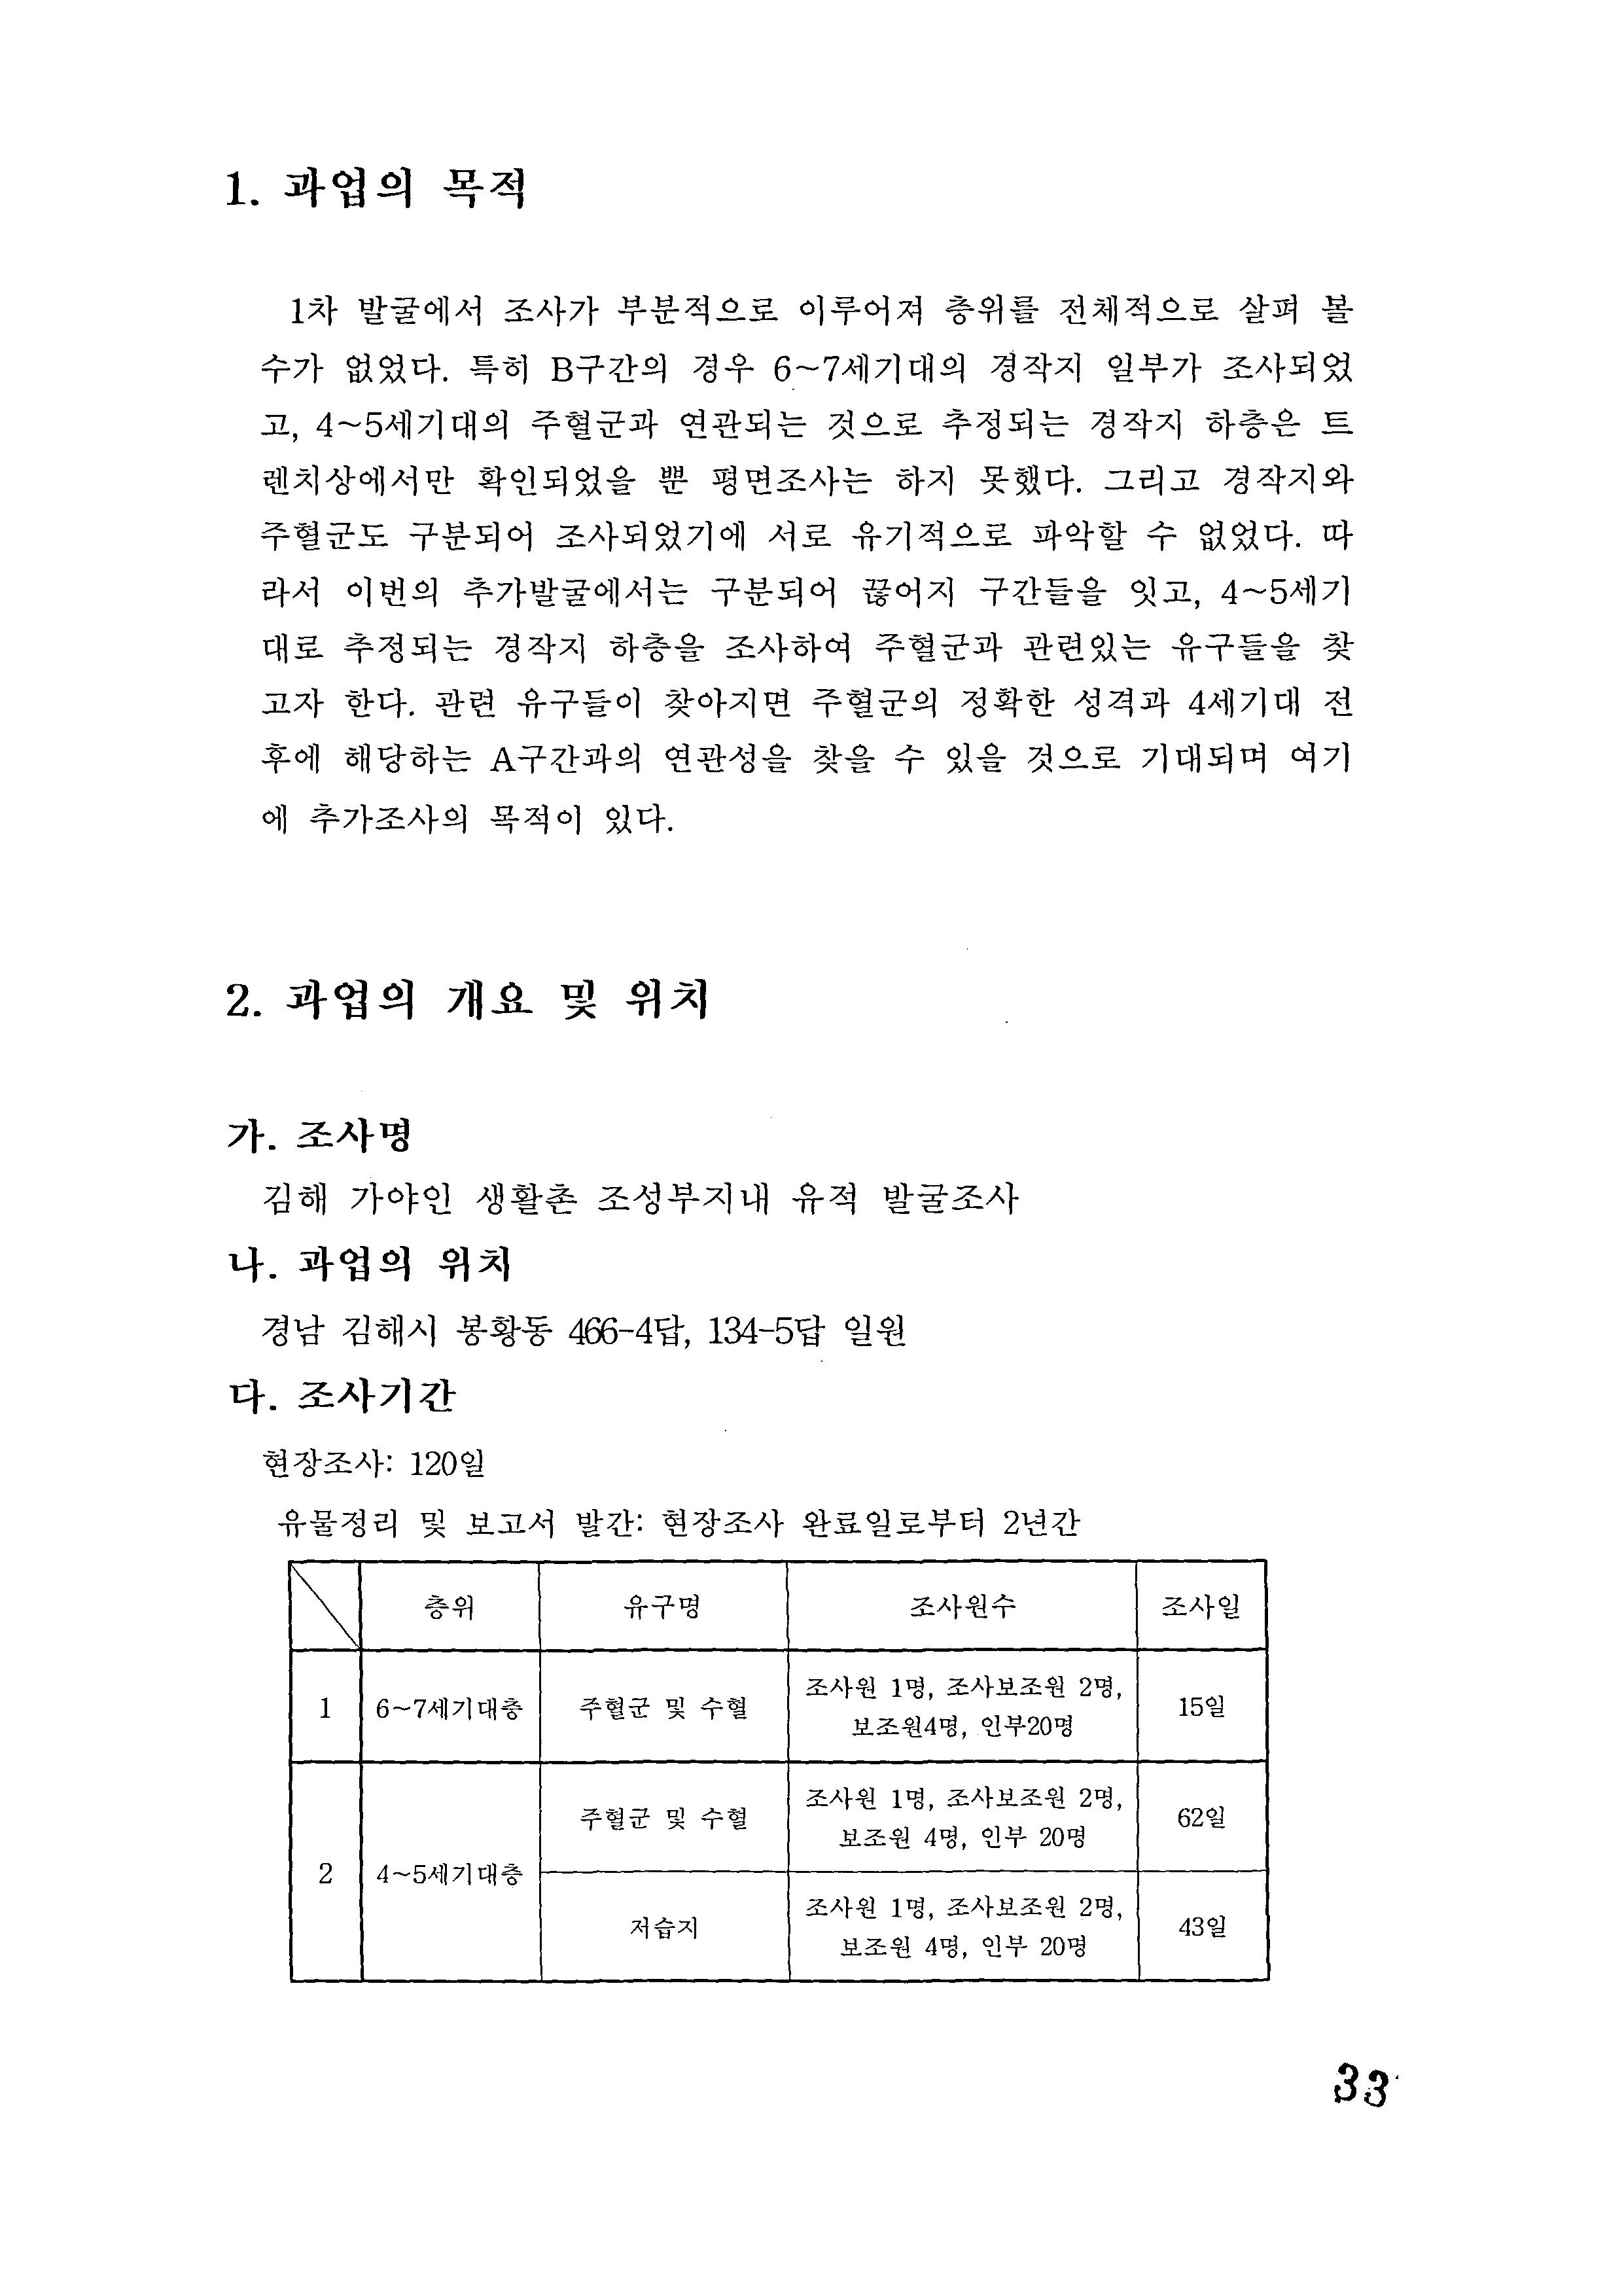 1. 과업의 목적
1차 발굴에서 조사가 부분적으로 이루어져 층위를 전체적으로 살펴 볼
수가 없었다. 특히 B구간의 경우 6~7세기대의 경작지 일부가 조사되었
고, 4~5세기대의 주혈군과 연관되는 것으로 추정되는 경작지 하층은 트
렌치상에서만 확인되었을 뿐 평면조사는 하지 못했다. 그리고 경작지와
주혈군도 구분되어 조사되었기에 서로 유기적으로 파악할 수 없었다. 따
라서 이번의 추가발굴에서는 구분되어 끊어지 구간들을 잇고, 4~5세기
대로 추정되는 경작지 하층을 조사하여 주혈군과 관련있는 유구들을 찾
고자 한다. 관련 유구들이 찾아지면 주혈군의 정확한 성격과 4세기대 전
후에 해당하는 A구간과의 연관성을 찾을 수 있을 것으로 기대되며 여기
에 추가조사의 목적이 있다.
2. 과업의 개요 및 위치
가. 조사명
김해 가야인 생활촌 조성부지내 유적 발굴조사
나. 과업의 위치
경남 김해시 봉황동 466-4답, 134-5답 일원
다. 조사기간
현장조사: 120일
유물정리 및 보고서 발간: 현장조사 완료일로부터 2년간
층위 유구명 조사원수 조사일
1 6~7세기대층 주혈군 및 수혈 조사원 1명, 조사보조원 2명, 15일
보조원4명, 인부20명
주혈군 및 수혈 조사원 1명, 조사보조원 2명, 62일
보조원 4명, 인부 20명
2 4~5세기대층
저습지 조사원 1명, 조사보조원 2명, 43일
보조원 4명, 인부 20명
33